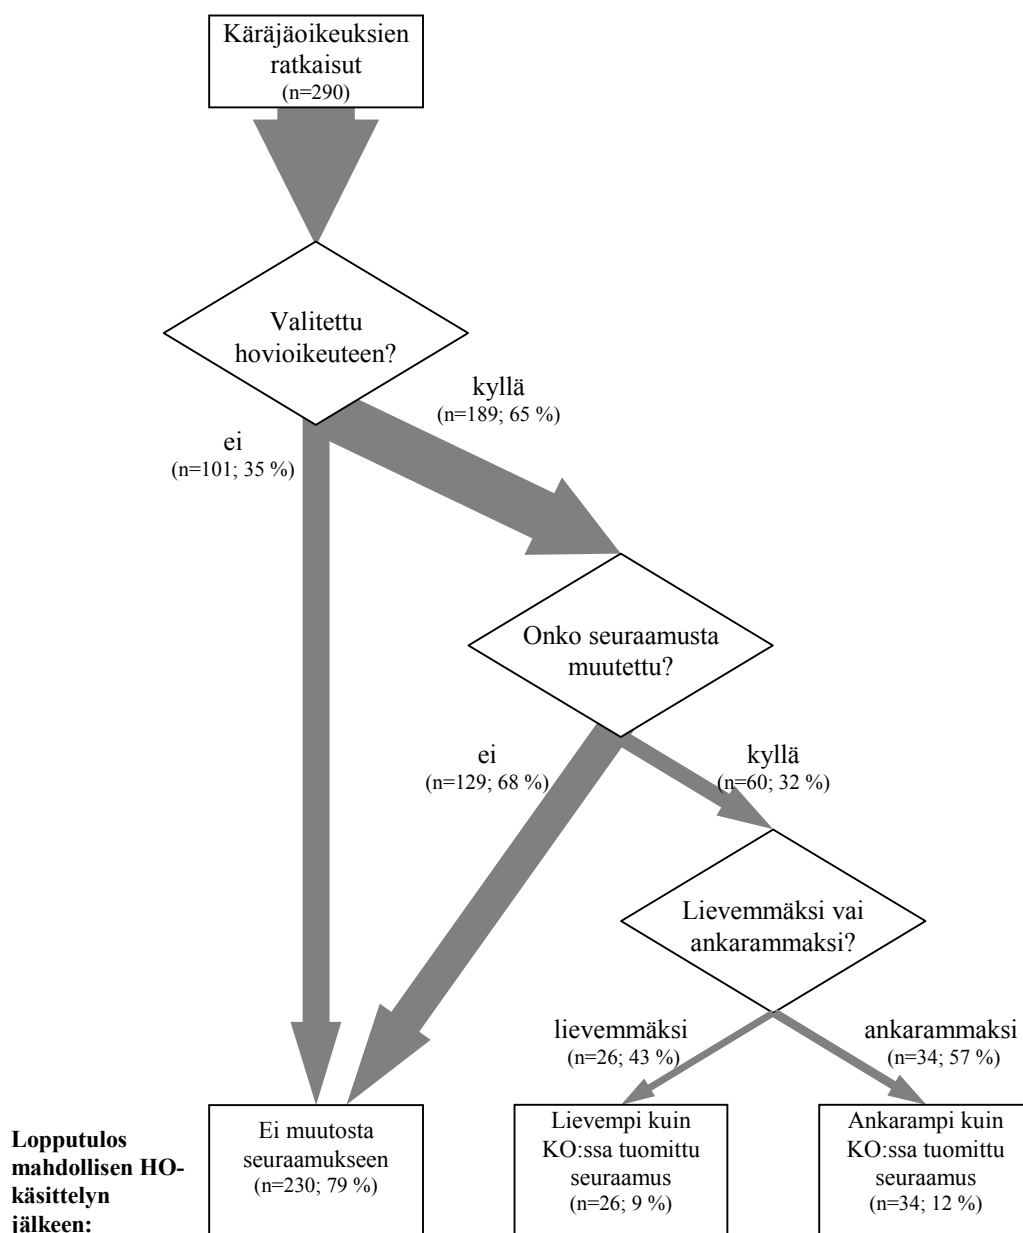 Käräjäoikeuksien
ratkaisut
(n=290)
Valitettu
hovioikeuteen?
kyllä
(n=189; 65 %)
ei
(n=101; 35 %)
Onko seuraamusta
muutettu?
ei
(n=129; 68 %)
kyllä
(n=60; 32 %)
Lievemmäksi vai
ankarammaksi?
lievemmäksi
(n=26; 43 %)
ankarammaksi
(n=34; 57 %)
Lopputulos
mahdollisen HO-
käsittelyn
jälkeen:
Ei muutosta
seuraamukseen
(n=230; 79 %)
Lievempi kuin
KO:ssa tuomittu
seuraamus
(n=26; 9 %)
Ankarampi kuin
KO:ssa tuomittu
seuraamus
(n=34; 12 %)